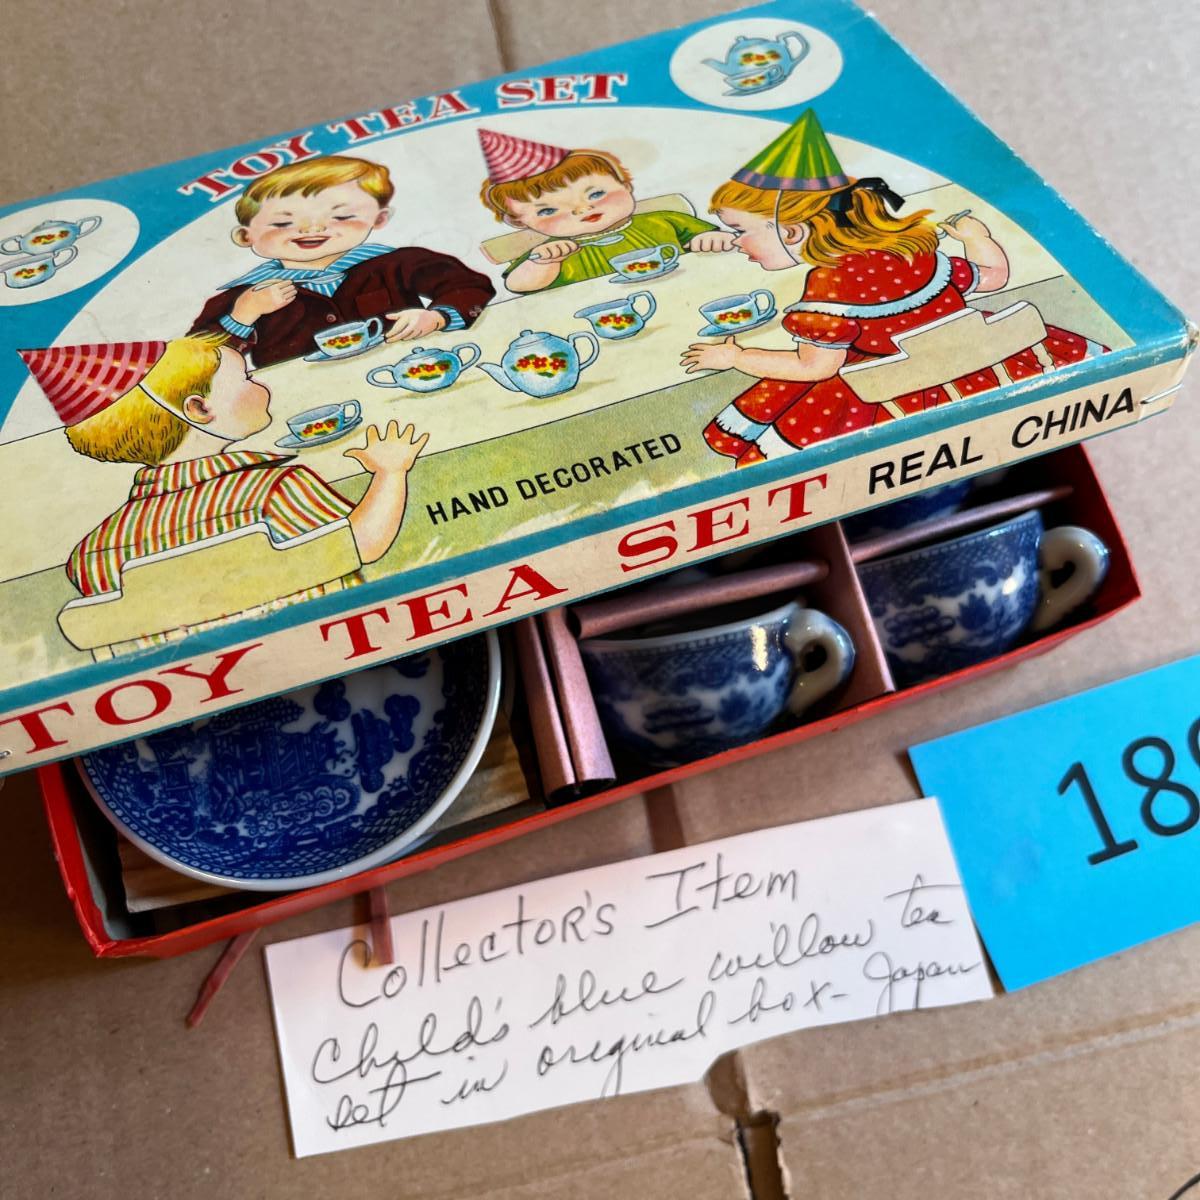 TOY TEA SET
HAND DECORATED
TOY TEA SET REAL CHINA
Collector's Item
Child's blue willow tea
set in original box - Japan